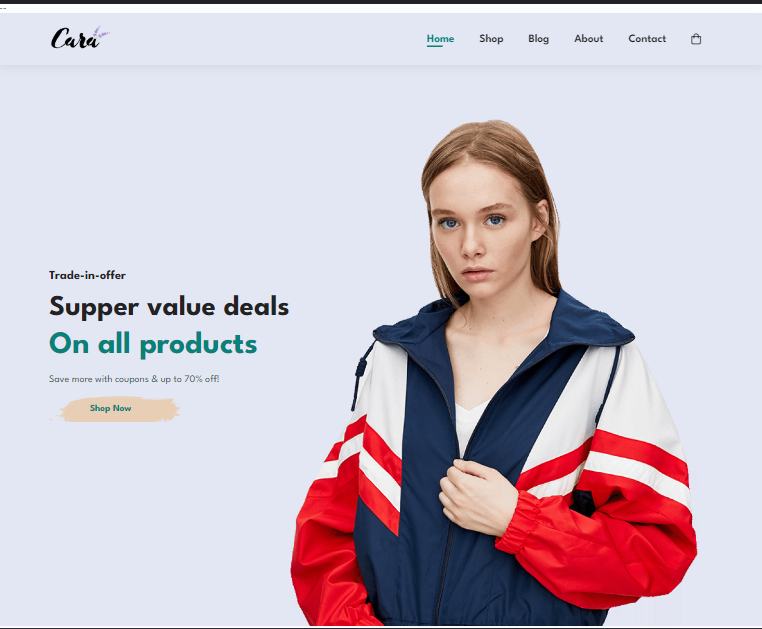 Cara
Home Shop Blog About Contact
Trade-in-offer
Supper value deals
On all products
Save more with coupons & up to 70% off!
Shop Now